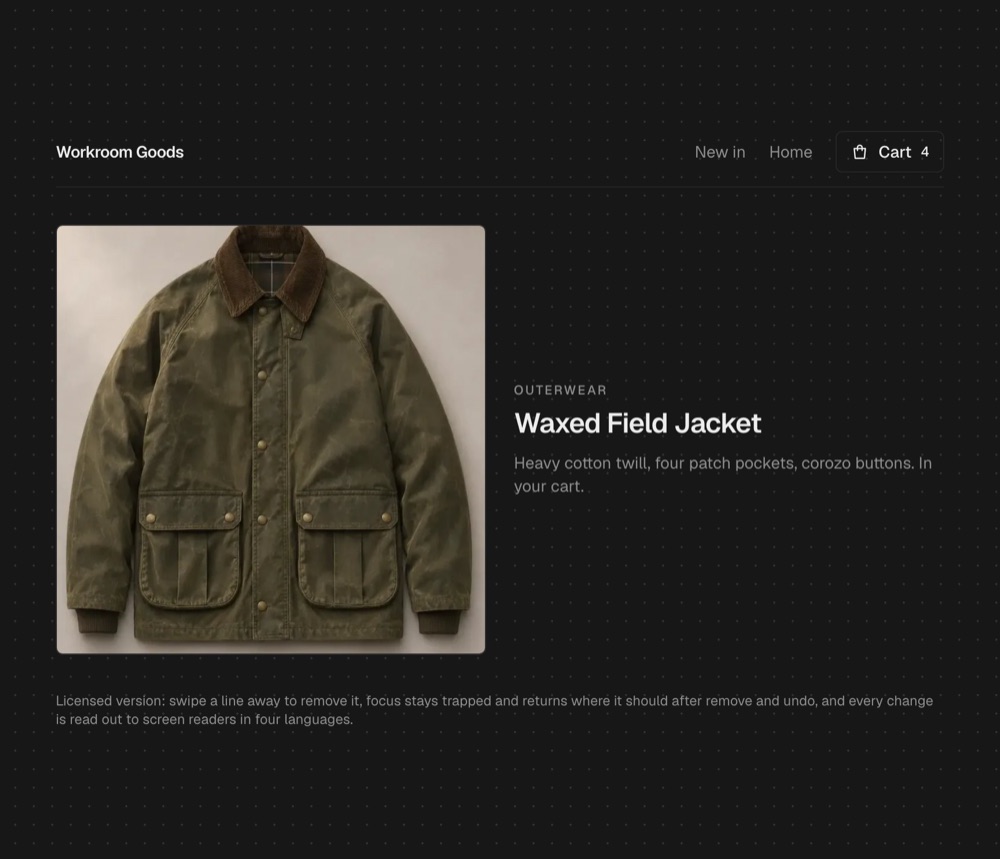 Workroom Goods
New in
Home
Cart 4
OUTERWEAR
Waxed Field Jacket
Heavy cotton twill, four patch pockets, corozo buttons. In
your cart.
Licensed version: swipe a line away to remove it, focus stays trapped and returns where it should after remove and undo, and every change
is read out to screen readers in four languages.